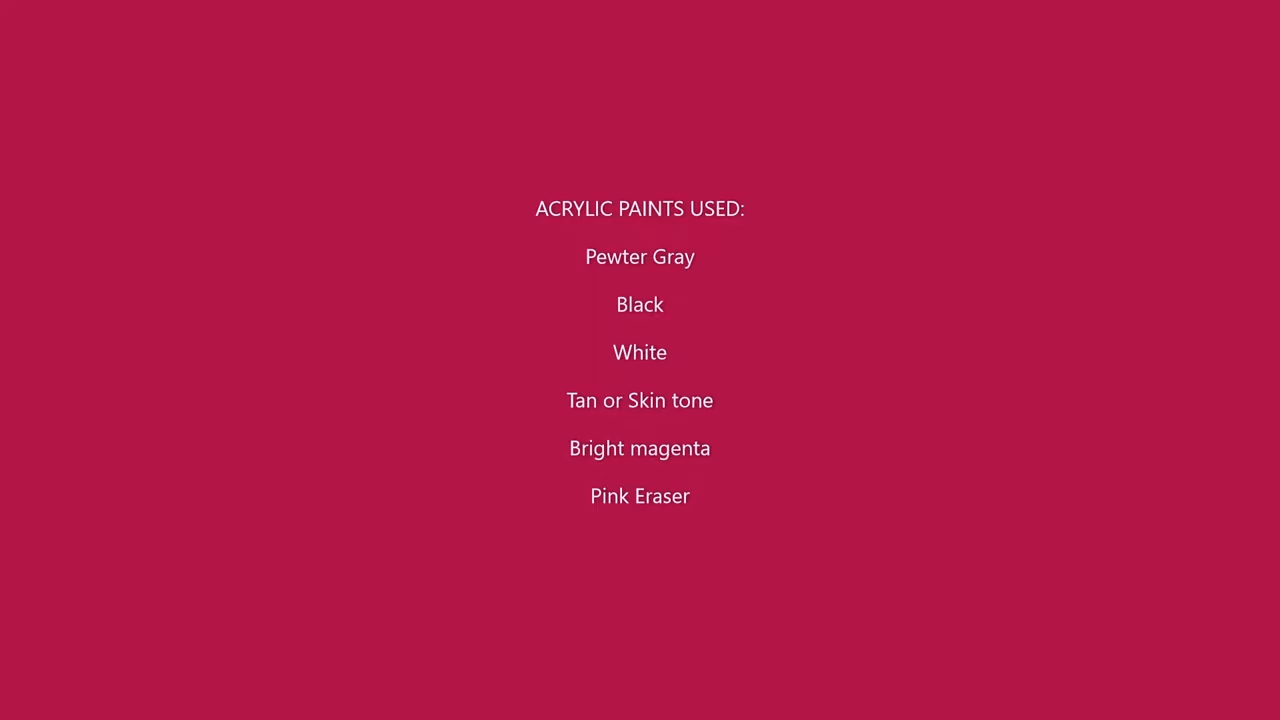 ACRYLIC PAINTS USED:
Pewter Gray
Black
White
Tan or Skin tone
Bright magenta
Pink Eraser